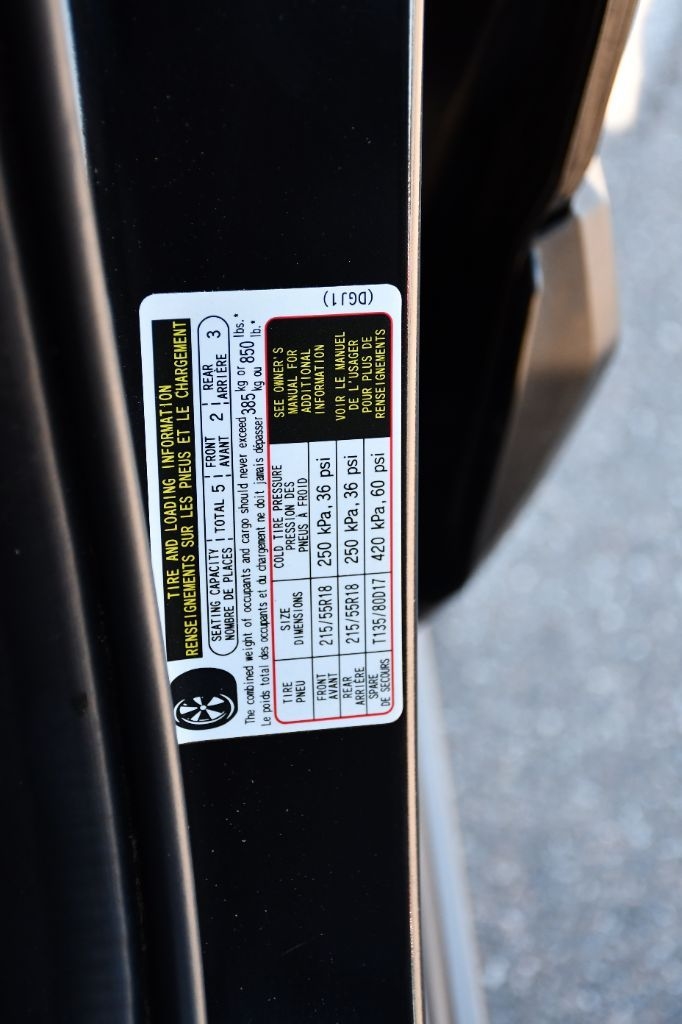 TIRE AND LOADING INFORMATION
RENSEIGNEMENTS SUR LES PNEUS ET LE CHARGEMENT
SEATING CAPACITY TOTAL 5 FRONT 2 REAR 3
NOMBRE DE PLACES AVANT ARRIÈRE
The combined weight of occupants and cargo should never exceed 385 kg or 850 lbs.*
Le poids total des occupants et du chargement ne doit jamais dépasser kg ou lb.*
TIRE SIZE COLD TIRE PRESSURE
PNEU DIMENSIONS PRESSION DES
PNEUS A FROID
FRONT 215/55R18 250 kPa, 36 psi
AVANT
REAR 215/55R18 250 kPa, 36 psi
ARRIÈRE
SPARE T135/80D17 420 kPa, 60 psi
DE SECOURS
SEE OWNER'S
MANUAL FOR
ADDITIONAL
INFORMATION
VOIR LE MANUEL
DE L'USAGER
POUR PLUS DE
RENSEIGNEMENTS
(DGJ1)